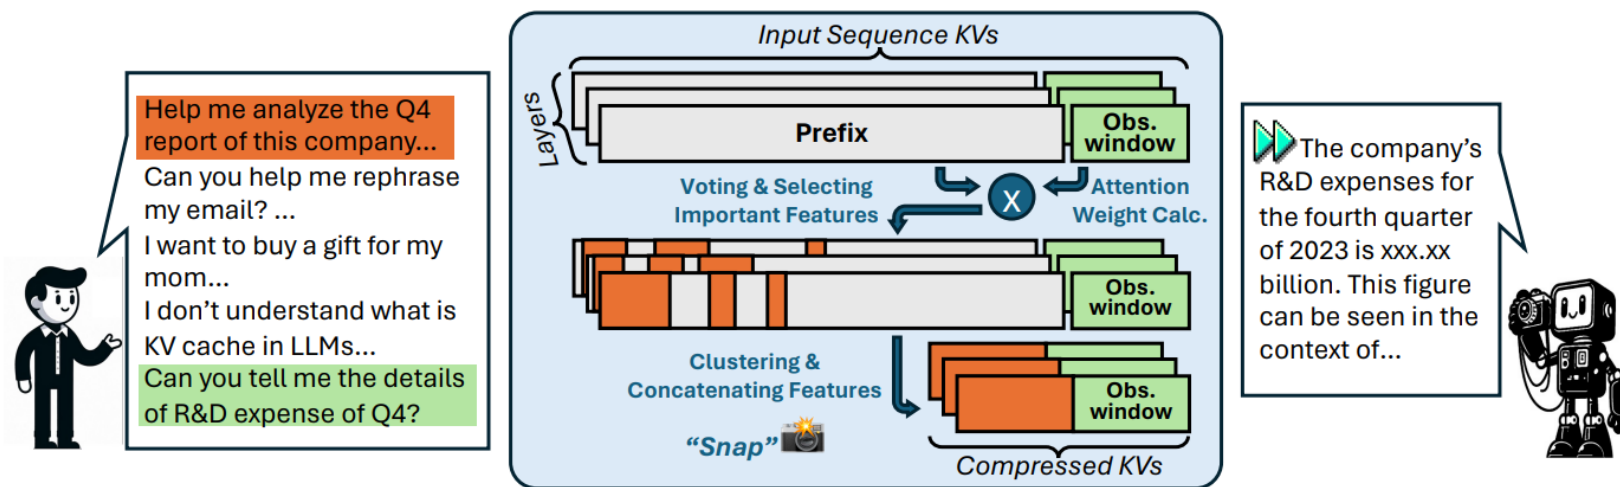 Help me analyze the Q4
report of this company...
Can you help me rephrase
my email? ...
I want to buy a gift for my
mom...
I don't understand what is
KV cache in LLMs...
Can you tell me the details
of R&D expense of Q4?
Input Sequence KVs
Layers
Prefix
Obs.
window
Voting & Selecting
Important Features
X
Attention
Weight Calc.
Obs.
window
Clustering &
Concatenating Features
"Snap"
Obs.
window
Compressed KVs
The company's
R&D expenses for
the fourth quarter
of 2023 is xxx.xx
billion. This figure
can be seen in the
context of...